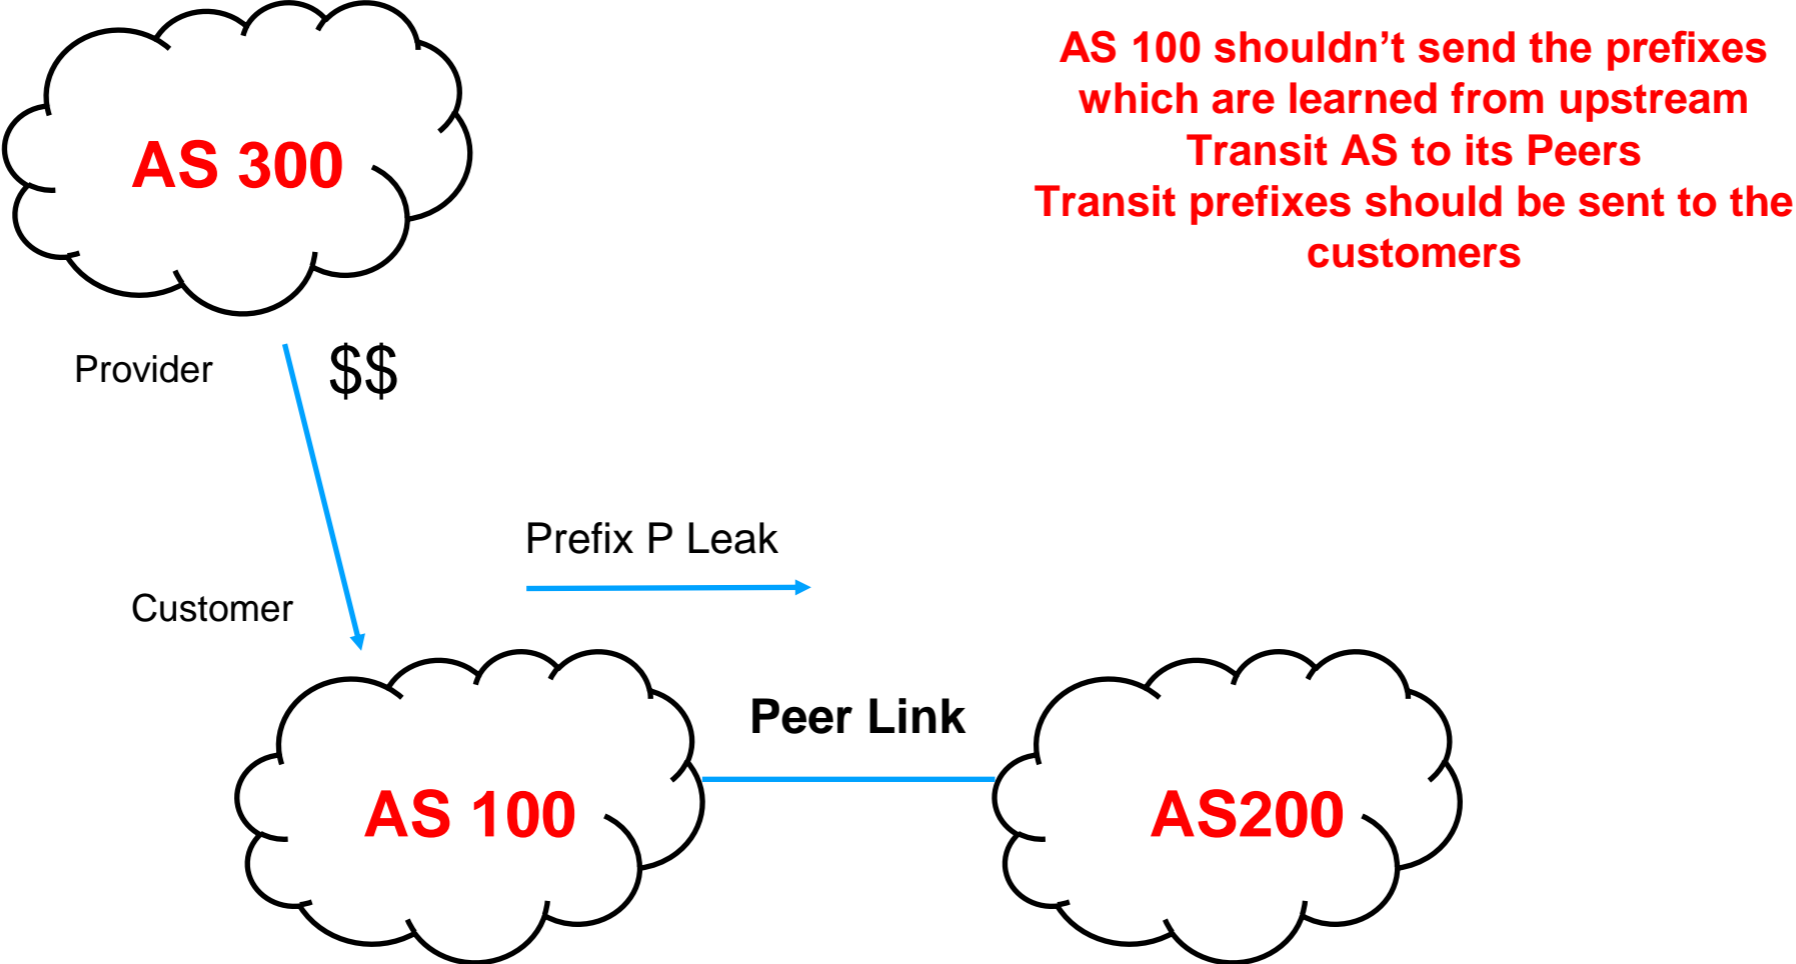 AS 100 shouldn’t send the prefixes
which are learned from upstream
Transit AS to its Peers
Transit prefixes should be sent to the
customers
AS 300
Provider
$$
Prefix P Leak
Customer
Peer Link
AS 100
AS200